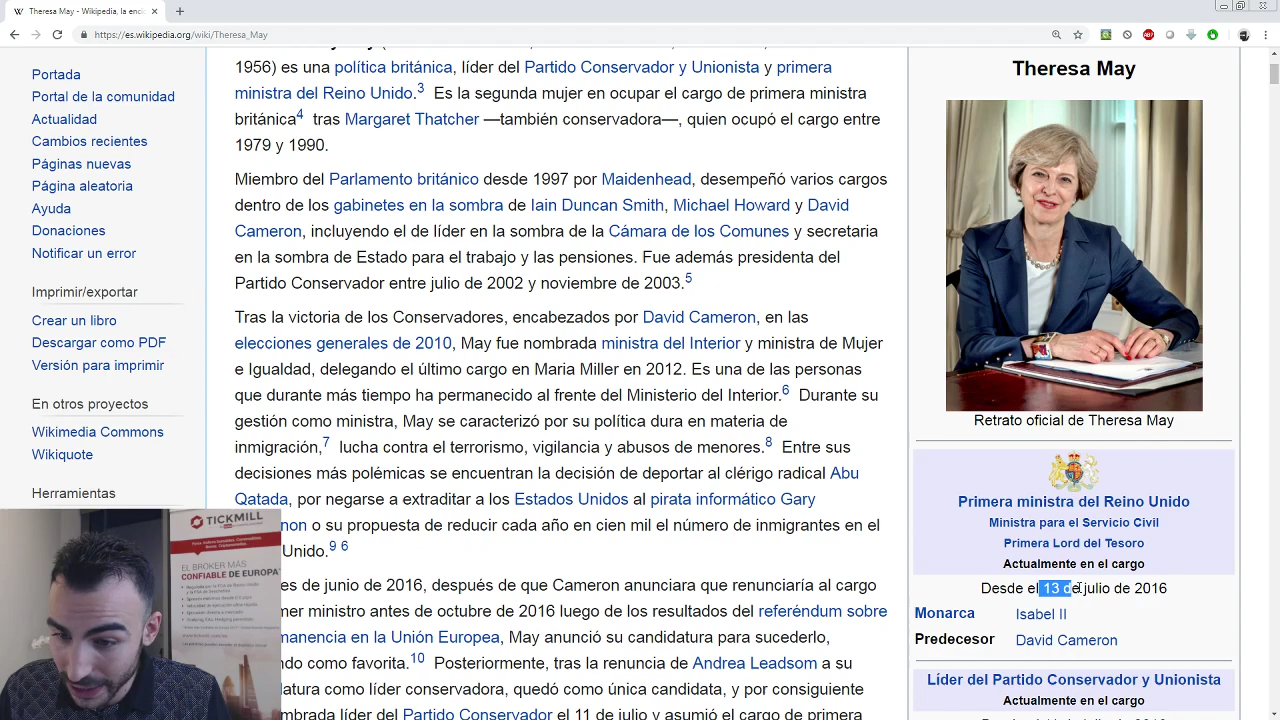 Theresa May - Wikipedia, la enci
https://es.wikipedia.org/wiki/Theresa_May
Portada
Portal de la comunidad
Actualidad
Cambios recientes
Páginas nuevas
Página aleatoria
Ayuda
Donaciones
Notificar un error
Imprimir/exportar
Crear un libro
Descargar como PDF
Versión para imprimir
En otros proyectos
Wikimedia Commons
Wikiquote
Herramientas
1956) es una política británica, líder del Partido Conservador y Unionista y primera
ministra del Reino Unido.3 Es la segunda mujer en ocupar el cargo de primera ministra
británica4 tras Margaret Thatcher —también conservadora—, quien ocupó el cargo entre
1979 y 1990.
Miembro del Parlamento británico desde 1997 por Maidenhead, desempeñó varios cargos
dentro de los gabinetes en la sombra de Iain Duncan Smith, Michael Howard y David
Cameron, incluyendo el de líder en la sombra de la Cámara de los Comunes y secretaria
en la sombra de Estado para el trabajo y las pensiones. Fue además presidenta del
Partido Conservador entre julio de 2002 y noviembre de 2003.5
Tras la victoria de los Conservadores, encabezados por David Cameron, en las
elecciones generales de 2010, May fue nombrada ministra del Interior y ministra de Mujer
e Igualdad, relegando el último cargo en Maria Miller en 2012. Es una de las personas
que durante más tiempo ha permanecido al frente del Ministerio del Interior.6 Durante su
gestión como ministra, May se caracterizó por su política dura en materia de
inmigración,7 lucha contra el terrorismo, vigilancia y abusos de menores.8 Entre sus
decisiones más polémicas se encuentran la decisión de deportar al clérigo radical Abu
Qatada, por negarse a extraditar a los Estados Unidos al pirata informático Gary
non o su propuesta de reducir cada año en cien mil el número de inmigrantes en el
Unido.9 6
es de junio de 2016, después de que Cameron anunciara que renunciaría al cargo
er ministro antes de octubre de 2016 luego de los resultados del referéndum sobre
manencia en la Unión Europea, May anunció su candidatura para sucederlo,
ndo como favorita.10 Posteriormente, tras la renuncia de Andrea Leadsom a su
latura como líder conservadora, quedó como única candidata, y por consiguiente
mbrada líder del Partido Conservador el 11 de julio y asumió el cargo de primera
Theresa May
Retrato oficial de Theresa May
Primera ministra del Reino Unido
Ministra para el Servicio Civil
Primera Lord del Tesoro
Actualmente en el cargo
Desde el 13 de julio de 2016
Monarca Isabel II
Predecesor David Cameron
Líder del Partido Conservador y Unionista
Actualmente en el cargo
TICKMILL
EL BROKER MÁS
CONFIABLE DE EUROPA